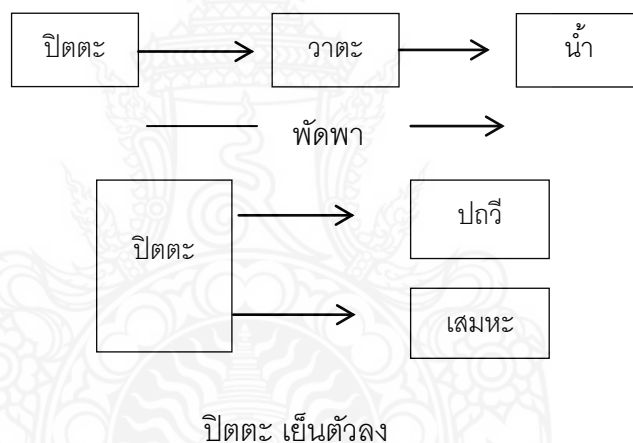 ปิตตะ วาตะ น้ำ
พัดพา
ปถวี
ปิตตะ
เสมหะ
ปิตตะ เย็นตัวลง